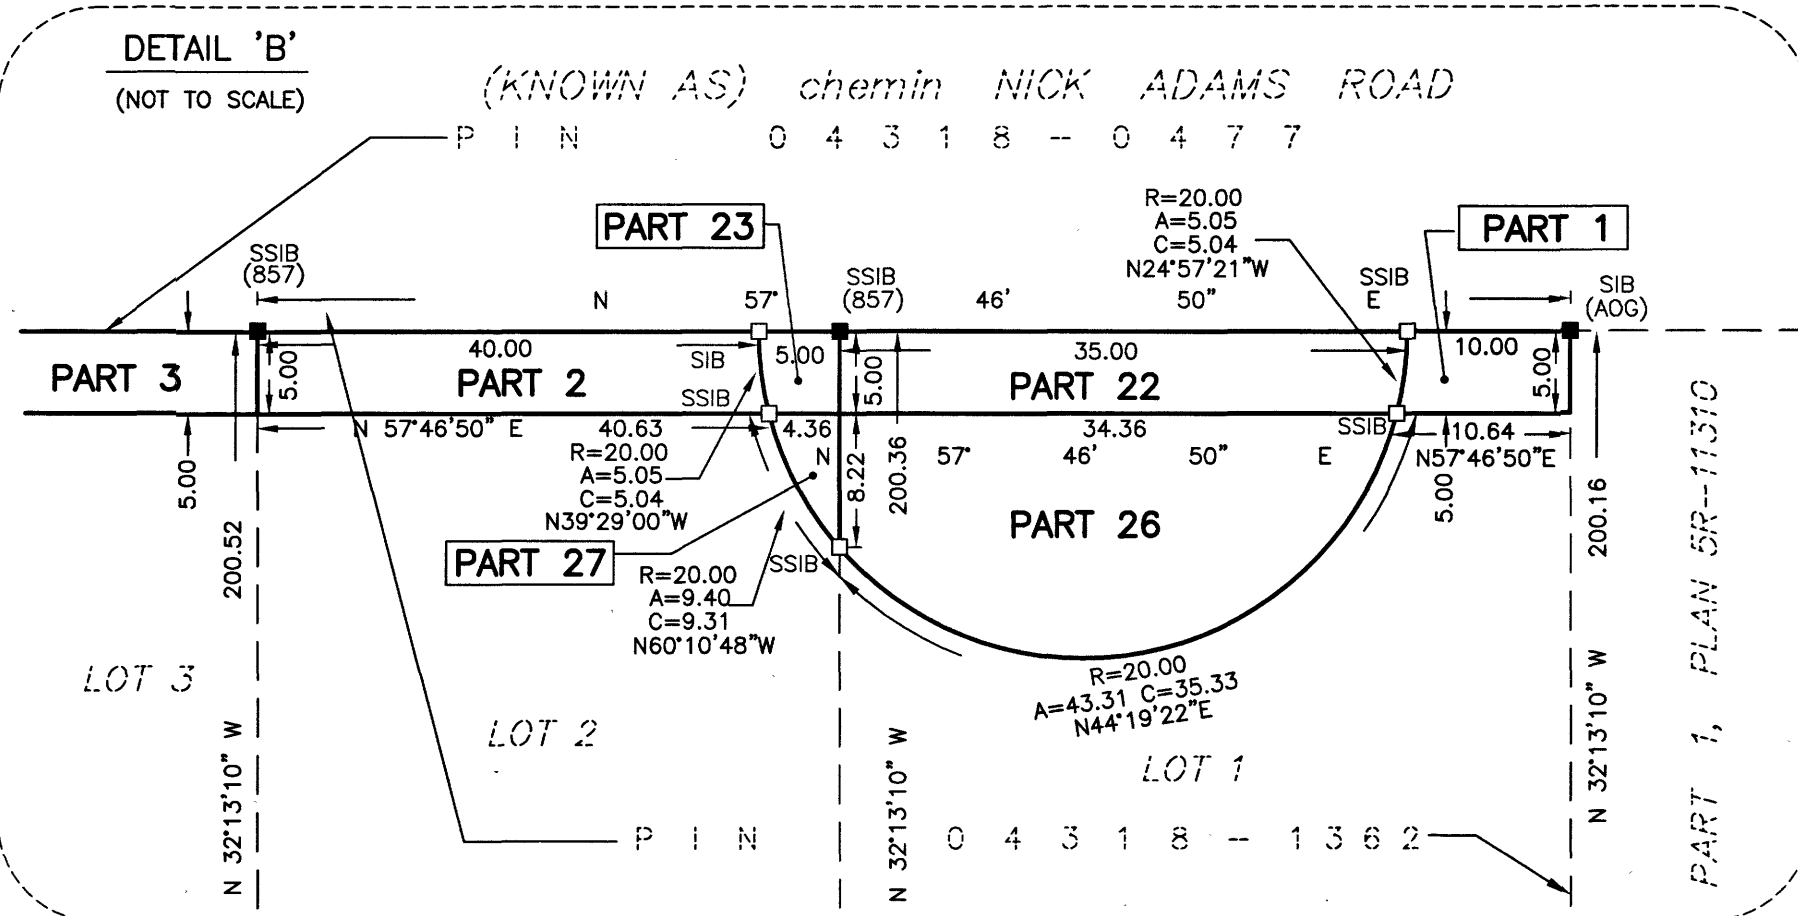 DETAIL 'B'
(NOT TO SCALE)
(KNOWN AS) chemin NICK ADAMS ROAD
PIN 04318-0477
R=20.00
A=5.05
C=5.04
N24°57'21"W
PART 23
PART 1
SSIB
(857)
SSIB
(857)
SSIB
SIB
(AOG)
N 57° 46' 50" E
40.00
SIB
5.00
35.00
10.00
PART 3
5.00
PART 2
SSIB
5.00
PART 22
5.00
N 57°46'50" E
40.63
4.36
34.36
SSIB
10.64
N 57° 46' 50" E
N57°46'50"E
R=20.00
A=5.05
C=5.04
N39°29'00"W
5.00
8.22
200.36
5.00
PART 26
PART 27
SSIB
R=20.00
A=9.40
C=9.31
N60°10'48"W
200.52
200.16
R=20.00
A=43.31 C=35.33
N44°19'22"E
LOT 3
LOT 2
LOT 1
N 32°13'10" W
N 32°13'10" W
N 32°13'10" W
PART 1, PLAN 5R-11310
PIN 04318-1362